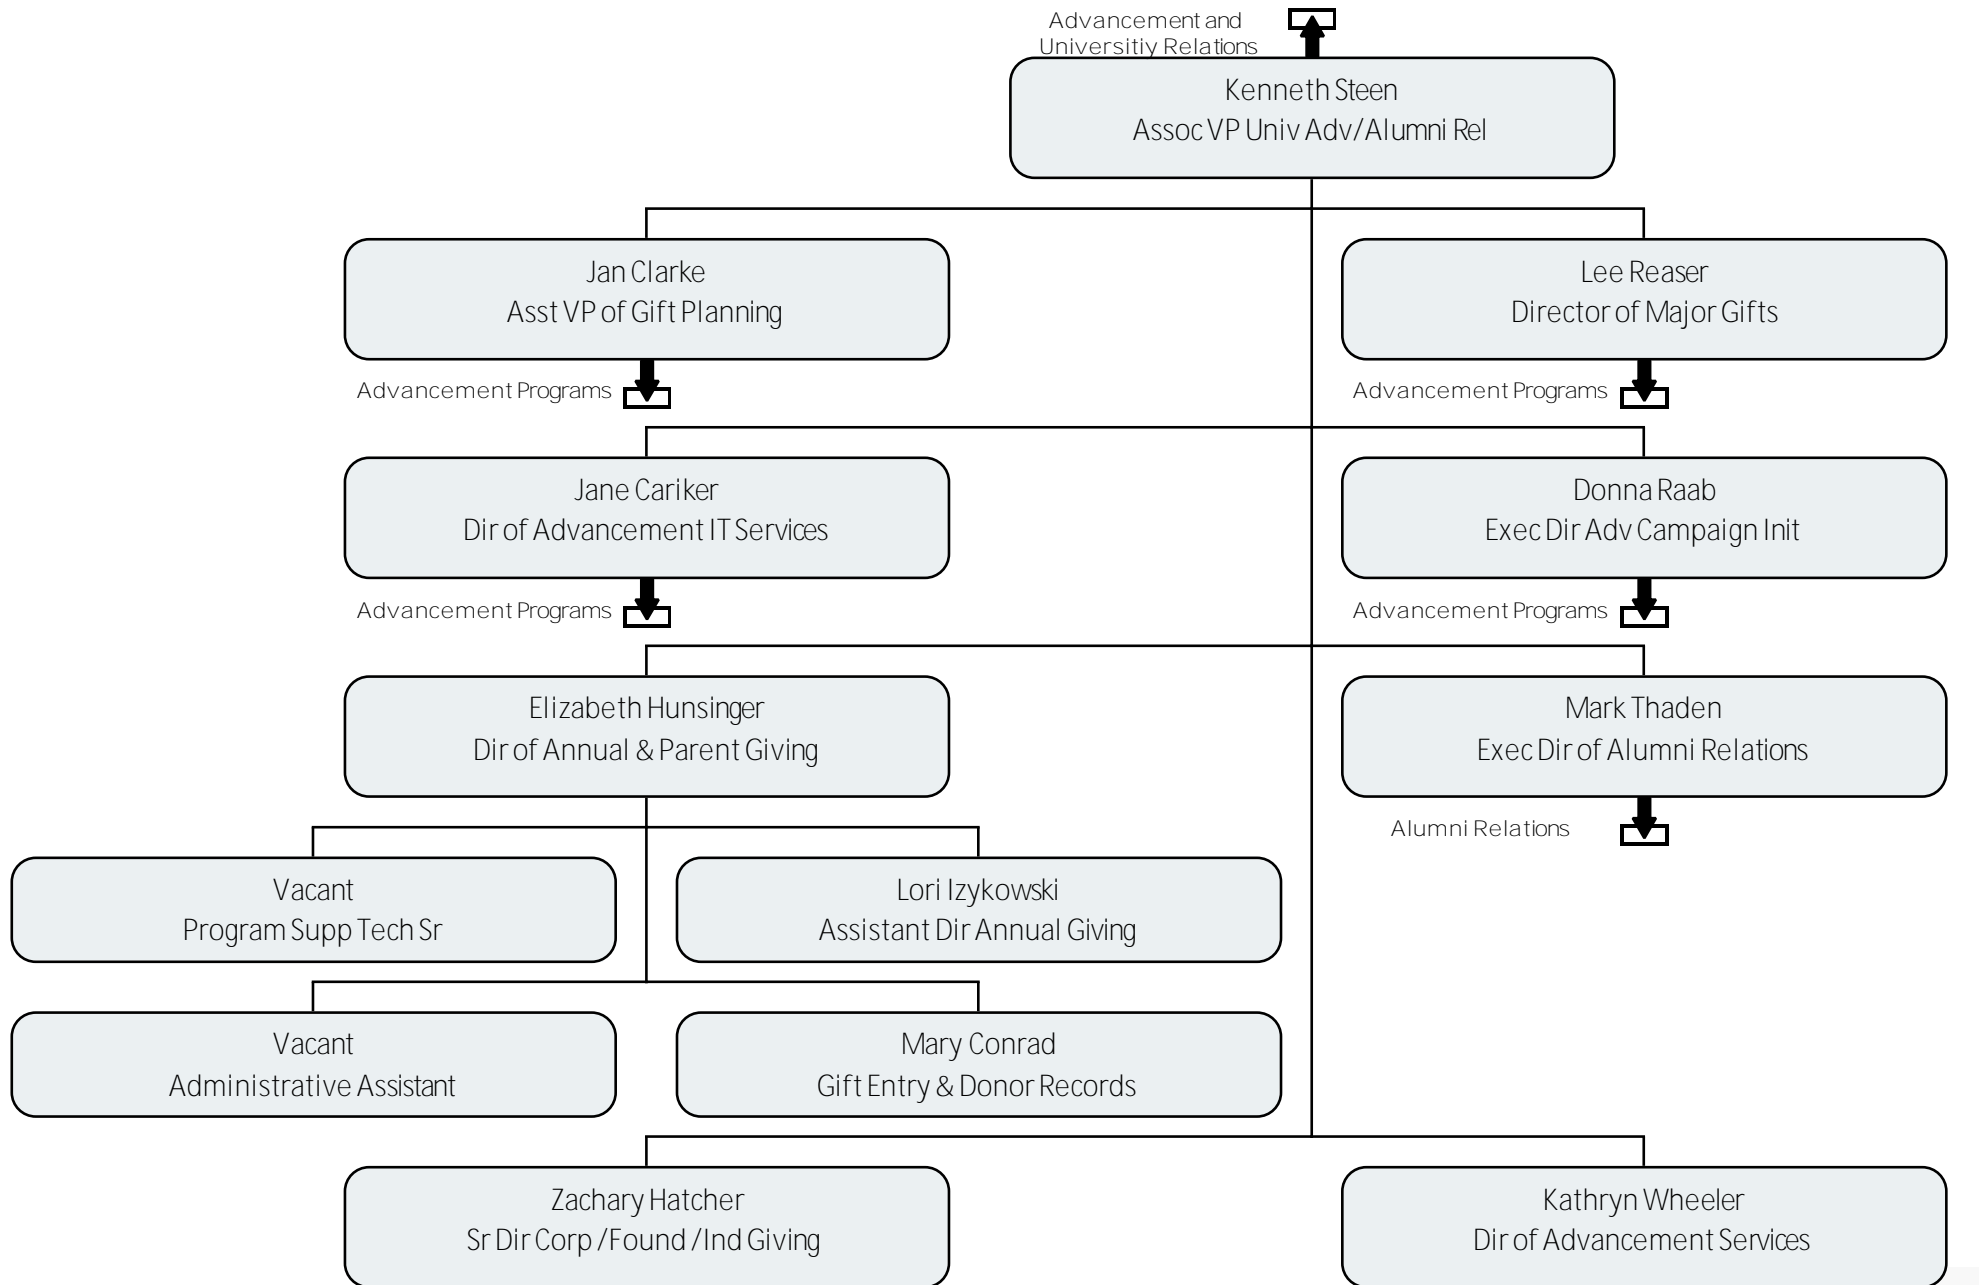 Advancement and
Universitiy Relations
Kenneth Steen
Assoc VP Univ Adv/Alumni Rel
Jan Clarke
Asst VP of Gift Planning
Lee Reaser
Director of Major Gifts
Advancement Programs
Advancement Programs
Jane Cariker
Dir of Advancement IT Services
Donna Raab
Exec Dir Adv Campaign Init
Advancement Programs
Advancement Programs
Elizabeth Hunsinger
Dir of Annual & Parent Giving
Mark Thaden
Exec Dir of Alumni Relations
Alumni Relations
Vacant
Program Supp Tech Sr
Lori Izykowski
Assistant Dir Annual Giving
Vacant
Administrative Assistant
Mary Conrad
Gift Entry & Donor Records
Zachary Hatcher
Sr Dir Corp /Found /Ind Giving
Kathryn Wheeler
Dir of Advancement Services